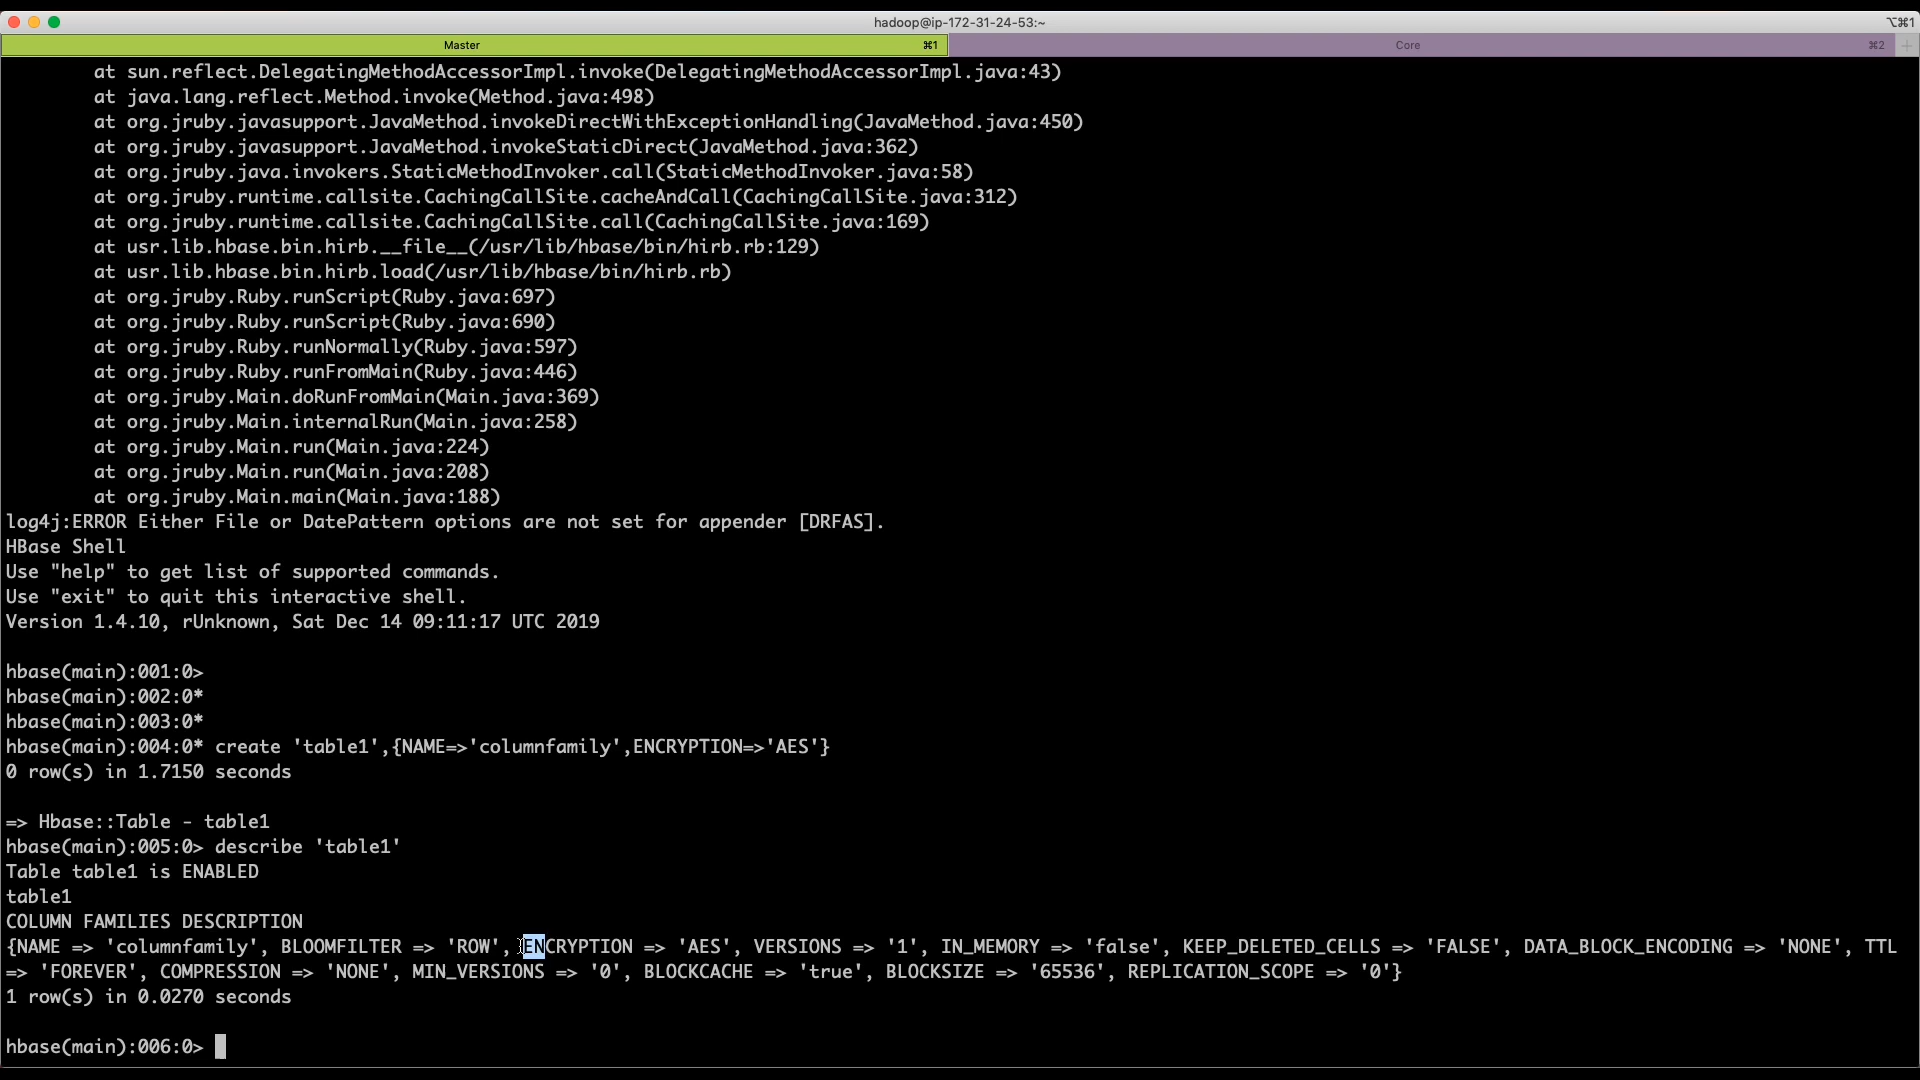 hadoop@ip-172-31-24-53:~
⌥⌘1
Master ⌘1 Core ⌘2 +
at sun.reflect.DelegatingMethodAccessorImpl.invoke(DelegatingMethodAccessorImpl.java:43)
at java.lang.reflect.Method.invoke(Method.java:498)
at org.jruby.javasupport.JavaMethod.invokeDirectWithExceptionHandling(JavaMethod.java:450)
at org.jruby.javasupport.JavaMethod.invokeStaticDirect(JavaMethod.java:362)
at org.jruby.java.invokers.StaticMethodInvoker.call(StaticMethodInvoker.java:58)
at org.jruby.runtime.callsite.CachingCallSite.cacheAndCall(CachingCallSite.java:312)
at org.jruby.runtime.callsite.CachingCallSite.call(CachingCallSite.java:169)
at usr.lib.hbase.bin.hirb.__file__(/usr/lib/hbase/bin/hirb.rb:129)
at usr.lib.hbase.bin.hirb.load(/usr/lib/hbase/bin/hirb.rb)
at org.jruby.Ruby.runScript(Ruby.java:697)
at org.jruby.Ruby.runScript(Ruby.java:690)
at org.jruby.Ruby.runNormally(Ruby.java:597)
at org.jruby.Ruby.runFromMain(Ruby.java:446)
at org.jruby.Main.doRunFromMain(Main.java:369)
at org.jruby.Main.internalRun(Main.java:258)
at org.jruby.Main.run(Main.java:224)
at org.jruby.Main.run(Main.java:208)
at org.jruby.Main.main(Main.java:188)
log4j:ERROR Either File or DatePattern options are not set for appender [DRFAS].
HBase Shell
Use "help" to get list of supported commands.
Use "exit" to quit this interactive shell.
Version 1.4.10, rUnknown, Sat Dec 14 09:11:17 UTC 2019
hbase(main):001:0>
hbase(main):002:0*
hbase(main):003:0*
hbase(main):004:0* create 'table1',{NAME=>'columnfamily',ENCRYPTION=>'AES'}
0 row(s) in 1.7150 seconds
=> Hbase::Table - table1
hbase(main):005:0> describe 'table1'
Table table1 is ENABLED
table1
COLUMN FAMILIES DESCRIPTION
{NAME => 'columnfamily', BLOOMFILTER => 'ROW', ENCRYPTION => 'AES', VERSIONS => '1', IN_MEMORY => 'false', KEEP_DELETED_CELLS => 'FALSE', DATA_BLOCK_ENCODING => 'NONE', TTL
=> 'FOREVER', COMPRESSION => 'NONE', MIN_VERSIONS => '0', BLOCKCACHE => 'true', BLOCKSIZE => '65536', REPLICATION_SCOPE => '0'}
1 row(s) in 0.0270 seconds
hbase(main):006:0>